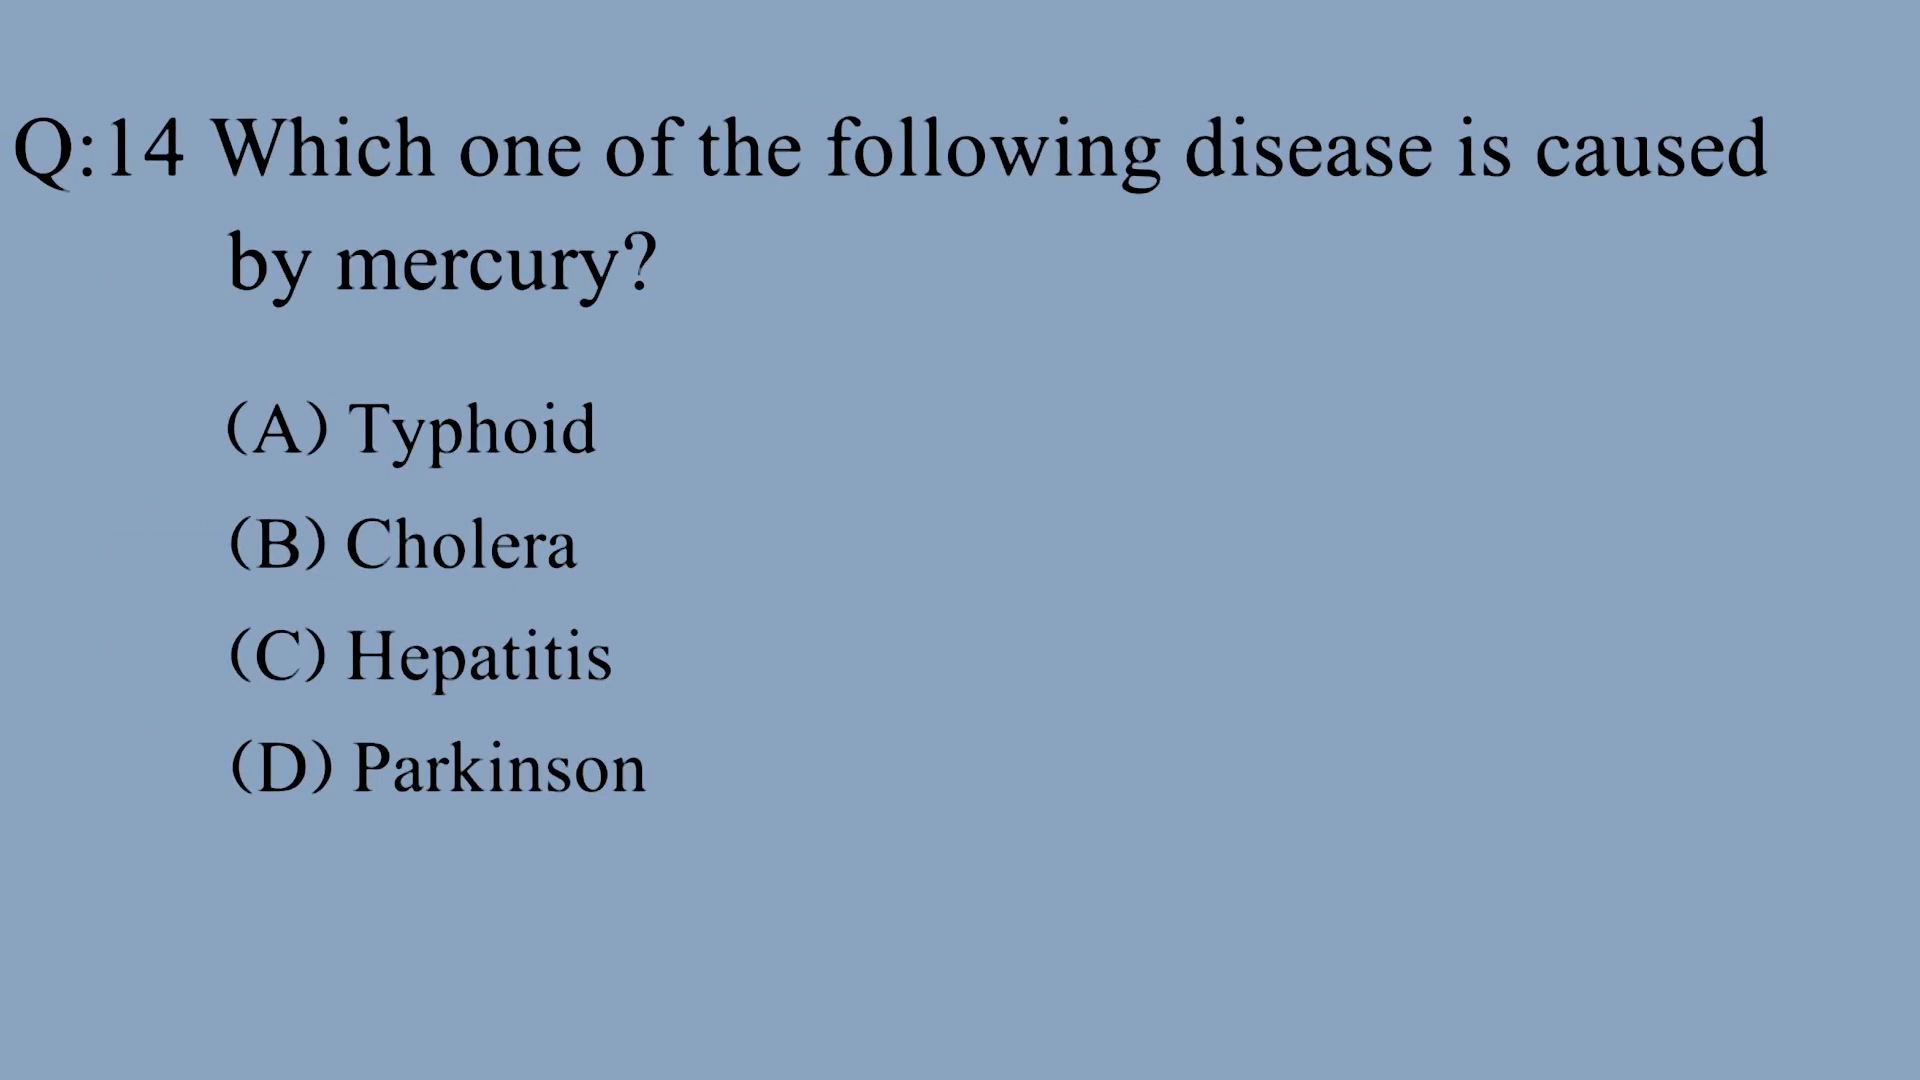 Q:14 Which one of the following disease is caused
by mercury?
(A) Typhoid
(B) Cholera
(C) Hepatitis
(D) Parkinson